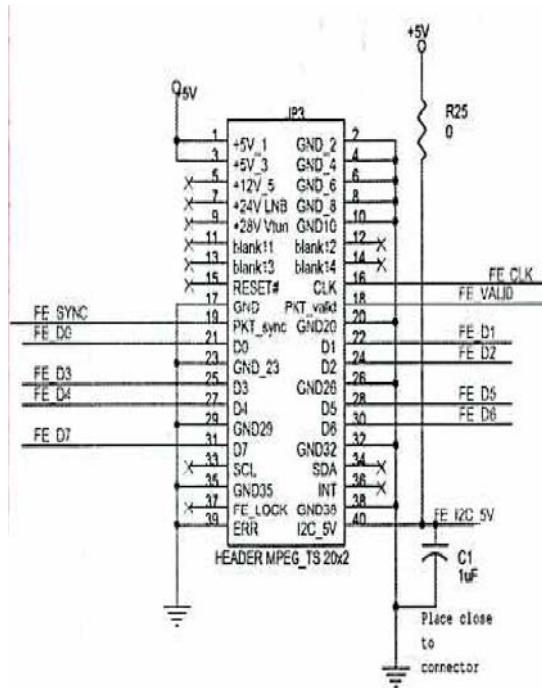 +5V
+5V
R25
0
JP3
1 +5V_1 GND_2 2
3 +5V_3 GND_4 4
5 +12V_5 GND_6 6
7 +24V LNB GND_8 8
9 +28V Vtun GND10 10
11 blank11 blank12 12
13 blank13 blank14 14
15 RESET# CLK 16 FE_CLK
17 GND PKT_valid 18 FE_VALID
FE_SYNC 19 PKT_sync GND20 20
FE_D0 21 D0 D1 22 FE_D1
23 GND_23 D2 24 FE_D2
FE_D3 25 D3 GND26 26
FE_D4 27 D4 D5 28 FE_D5
29 GND29 D6 30 FE_D6
FE_D7 31 D7 GND32 32
33 SCL SDA 34
35 GND35 INT 36
37 FE_LOCK GND38 38
39 ERR I2C_5V 40 FE_I2C_5V
HEADER MPEG_TS 20x2
C1
1uF
Place close
to
connector